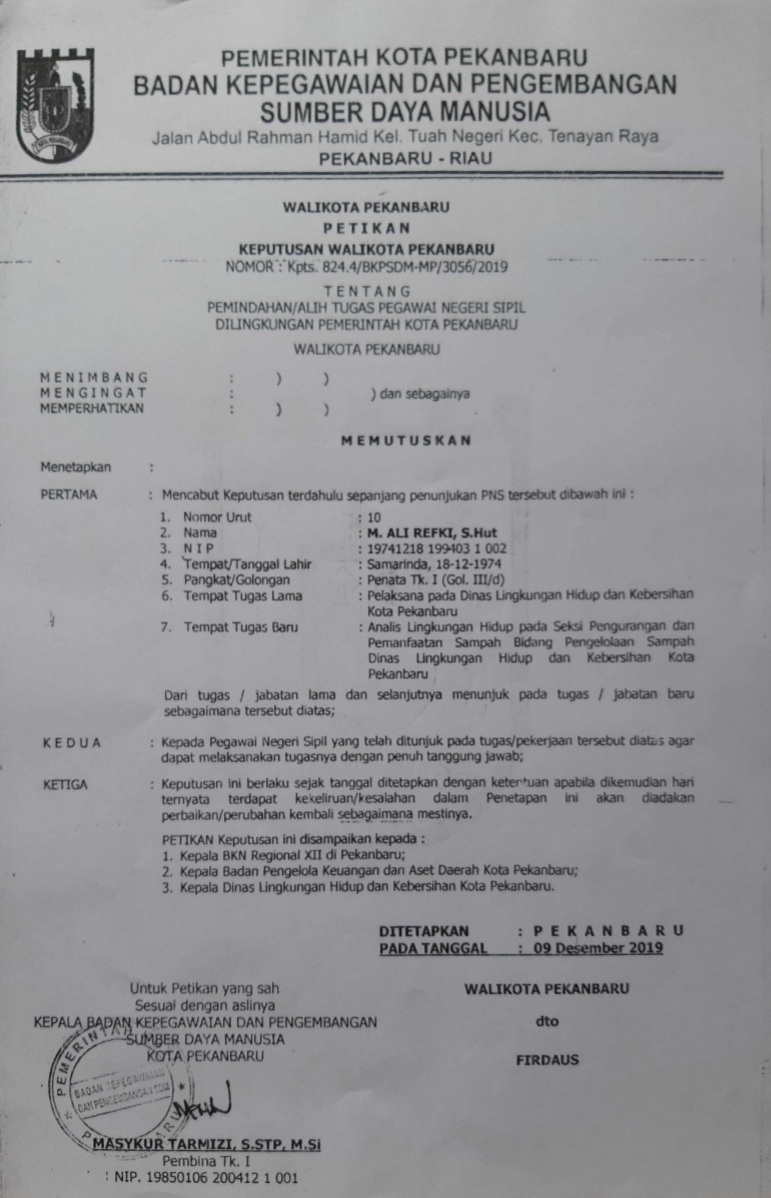 PEMERINTAH KOTA PEKANBARU
BADAN KEPEGAWAIAN DAN PENGEMBANGAN
SUMBER DAYA MANUSIA
Jalan Abdul Rahman Hamid Kel. Tuah Negeri Kec. Tenayan Raya
PEKANBARU - RIAU
WALIKOTA PEKANBARU
P E T I K A N
KEPUTUSAN WALIKOTA PEKANBARU
NOMOR : Kpts. 824.4/BKPSDM-MP/3056/2019
T E N T A N G
PEMINDAHAN/ALIH TUGAS PEGAWAI NEGERI SIPIL
DILINGKUNGAN PEMERINTAH KOTA PEKANBARU
WALIKOTA PEKANBARU
M E N I M B A N G : ) )
M E N G I N G A T : ) dan sebagainya
MEMPERHATIKAN : ) )
M E M U T U S K A N
Menetapkan :
PERTAMA : Mencabut Keputusan terdahulu sepanjang penunjukan PNS tersebut dibawah ini :
1. Nomor Urut : 10
2. Nama : M. ALI REFKI, S.Hut
3. N I P : 19741218 199403 1 002
4. Tempat/Tanggal Lahir : Samarinda, 18-12-1974
5. Pangkat/Golongan : Penata Tk. I (Gol. III/d)
6. Tempat Tugas Lama : Pelaksana pada Dinas Lingkungan Hidup dan Kebersihan
Kota Pekanbaru
7. Tempat Tugas Baru : Analis Lingkungan Hidup pada Seksi Pengurangan dan
Pemanfaatan Sampah Bidang Pengelolaan Sampah
Dinas Lingkungan Hidup dan Kebersihan Kota
Pekanbaru
Dari tugas / jabatan lama dan selanjutnya menunjuk pada tugas / jabatan baru
sebagaimana tersebut diatas;
K E D U A : Kepada Pegawai Negeri Sipil yang telah ditunjuk pada tugas/pekerjaan tersebut diatas agar
dapat melaksanakan tugasnya dengan penuh tanggung jawab;
KETIGA : Keputusan ini berlaku sejak tanggal ditetapkan dengan ketentuan apabila dikemudian hari
ternyata terdapat kekeliruan/kesalahan dalam Penetapan ini akan diadakan
perbaikan/perubahan kembali sebagaimana mestinya.
PETIKAN Keputusan ini disampaikan kepada :
1. Kepala BKN Regional XII di Pekanbaru;
2. Kepala Badan Pengelola Keuangan dan Aset Daerah Kota Pekanbaru;
3. Kepala Dinas Lingkungan Hidup dan Kebersihan Kota Pekanbaru.
DITETAPKAN : P E K A N B A R U
PADA TANGGAL : 09 Desember 2019
Untuk Petikan yang sah
Sesuai dengan aslinya
KEPALA BADAN KEPEGAWAIAN DAN PENGEMBANGAN
SUMBER DAYA MANUSIA
KOTA PEKANBARU
WALIKOTA PEKANBARU
dto
FIRDAUS
BADAN KEPEGAWAIAN
DAN PENGEMBANGAN SDM
MASYKUR TARMIZI, S.STP, M.Si
Pembina Tk. I
: NIP. 19850106 200412 1 001